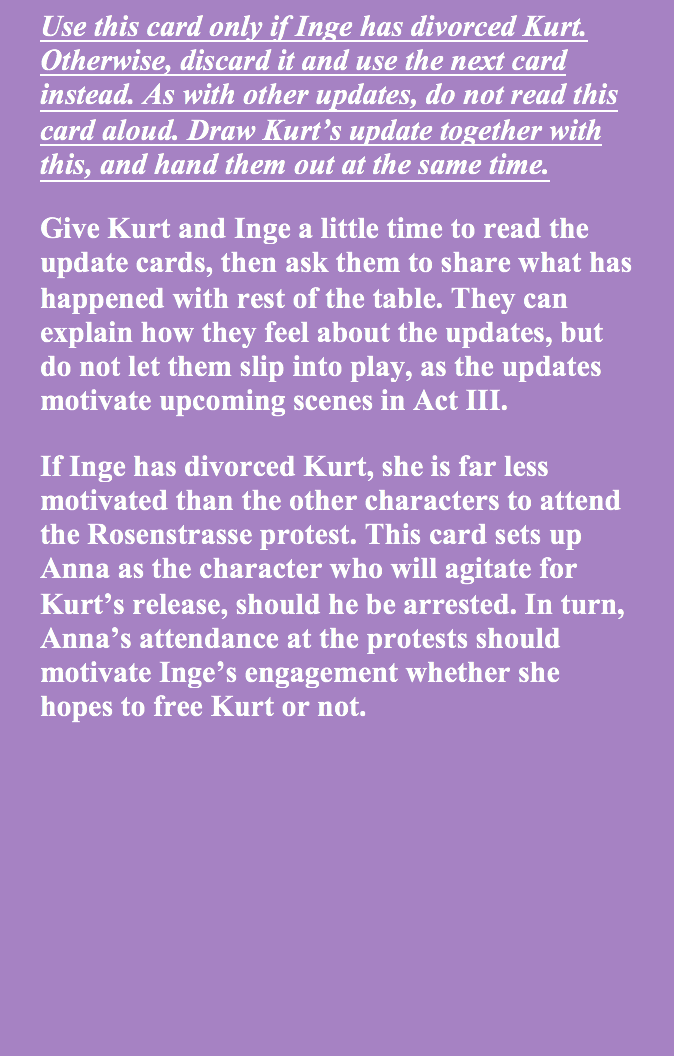 Use this card only if Inge has divorced Kurt.
Otherwise, discard it and use the next card
instead. As with other updates, do not read this
card aloud. Draw Kurt’s update together with
this, and hand them out at the same time.
Give Kurt and Inge a little time to read the
update cards, then ask them to share what has
happened with rest of the table. They can
explain how they feel about the updates, but
do not let them slip into play, as the updates
motivate upcoming scenes in Act III.
If Inge has divorced Kurt, she is far less
motivated than the other characters to attend
the Rosenstrasse protest. This card sets up
Anna as the character who will agitate for
Kurt’s release, should he be arrested. In turn,
Anna’s attendance at the protests should
motivate Inge’s engagement whether she
hopes to free Kurt or not.